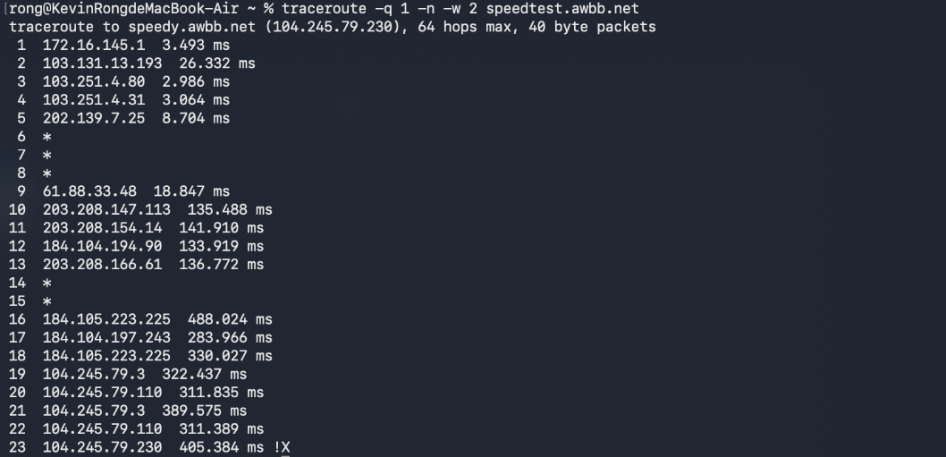 [rong@KevinRongdeMacBook-Air ~ % traceroute -q 1 -n -w 2 speedtest.awbb.net
traceroute to speedy.awbb.net (104.245.79.230), 64 hops max, 40 byte packets
1 172.16.145.1 3.493 ms
2 103.131.13.193 26.332 ms
3 103.251.4.80 2.986 ms
4 103.251.4.31 3.064 ms
5 202.139.7.25 8.704 ms
6 *
7 *
8 *
9 61.88.33.48 18.847 ms
10 203.208.147.113 135.488 ms
11 203.208.154.14 141.910 ms
12 184.104.194.90 133.919 ms
13 203.208.166.61 136.772 ms
14 *
15 *
16 184.105.223.225 488.024 ms
17 184.104.197.243 283.966 ms
18 184.105.223.225 330.027 ms
19 104.245.79.3 322.437 ms
20 104.245.79.110 311.835 ms
21 104.245.79.3 389.575 ms
22 104.245.79.110 311.389 ms
23 104.245.79.230 405.384 ms !X